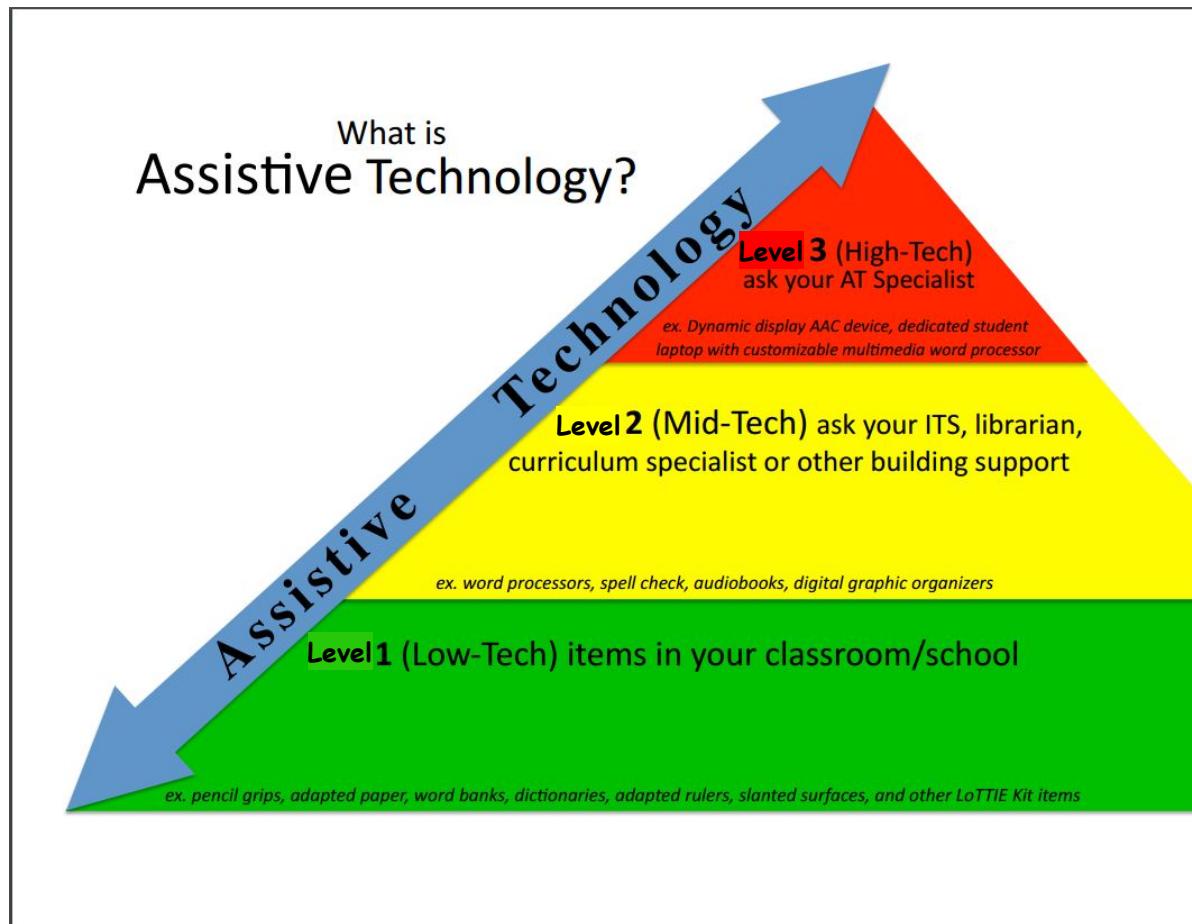 What is
Assistive Technology?
Assistive Technology
Level 3 (High-Tech)
ask your AT Specialist
ex. Dynamic display AAC device, dedicated student
laptop with customizable multimedia word processor
Level 2 (Mid-Tech) ask your ITS, librarian,
curriculum specialist or other building support
ex. word processors, spell check, audiobooks, digital graphic organizers
Level 1 (Low-Tech) items in your classroom/school
ex. pencil grips, adapted paper, word banks, dictionaries, adapted rulers, slanted surfaces, and other LoTTIE Kit items